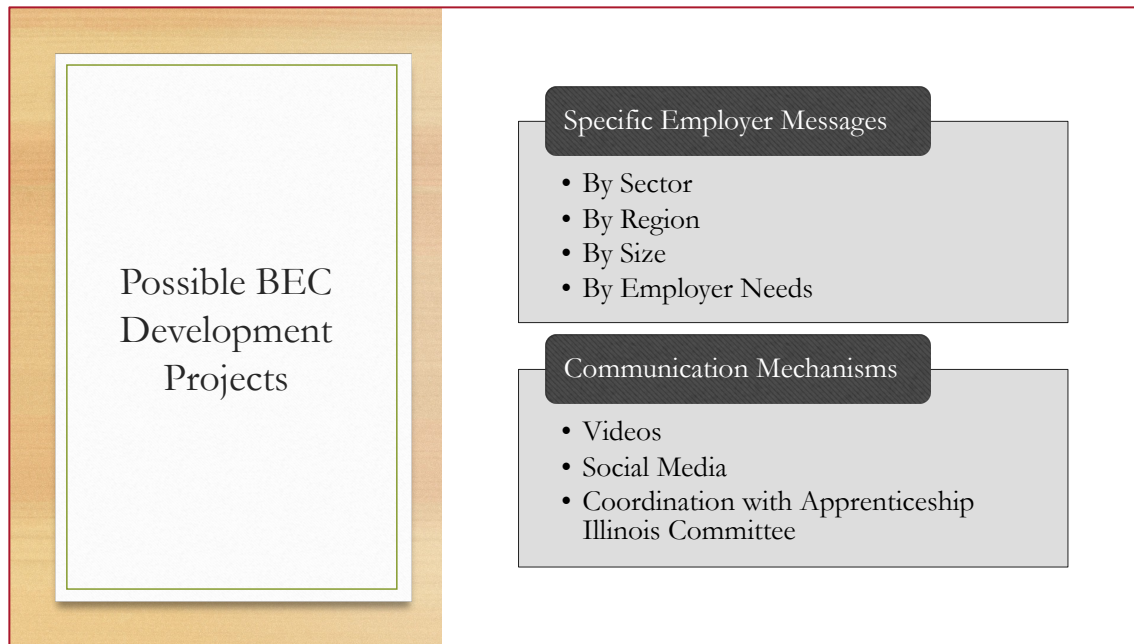 Possible BEC
Development
Projects
Specific Employer Messages
• By Sector
• By Region
• By Size
• By Employer Needs
Communication Mechanisms
• Videos
• Social Media
• Coordination with Apprenticeship
Illinois Committee